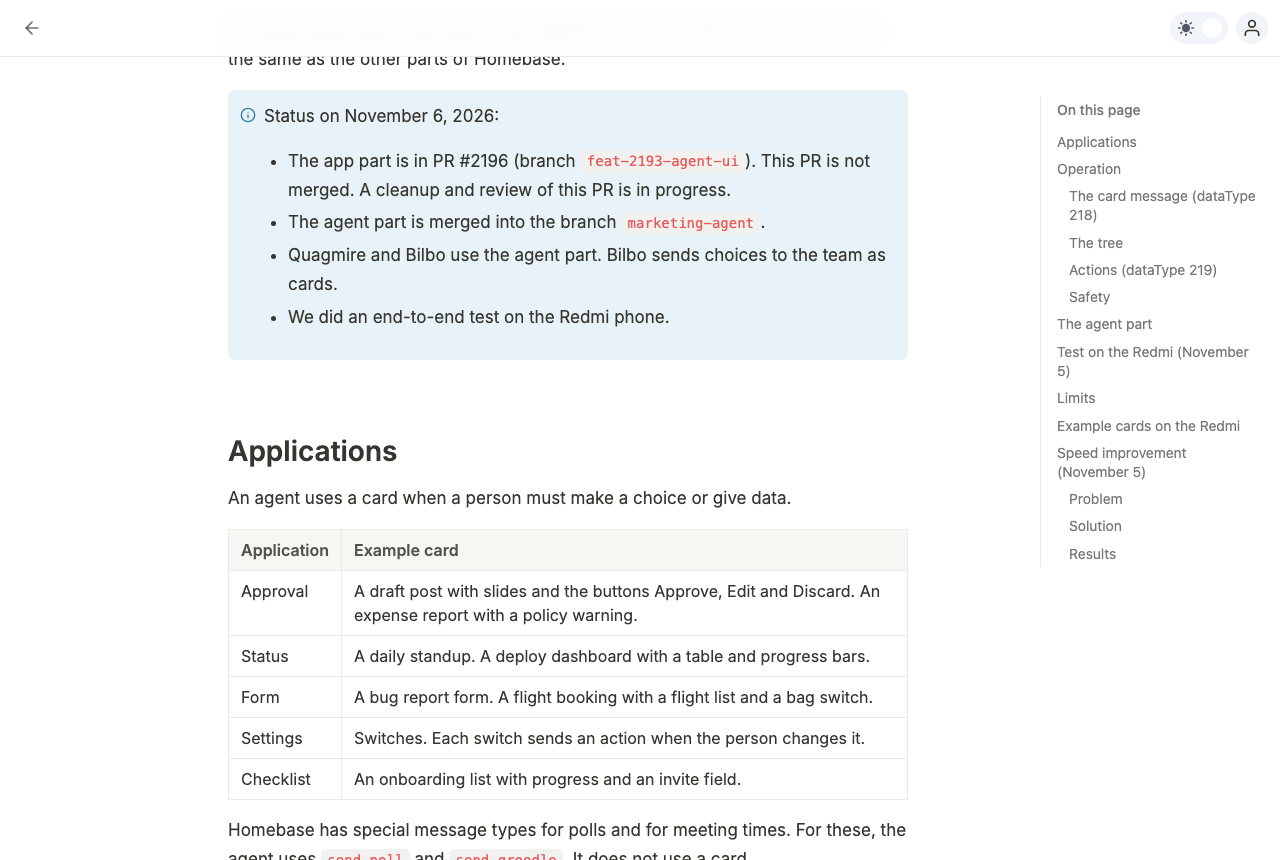 the same as the other parts of Homebase.
Status on November 6, 2026:
The app part is in PR #2196 (branch feat-2193-agent-ui ). This PR is not
merged. A cleanup and review of this PR is in progress.
The agent part is merged into the branch marketing-agent .
Quagmire and Bilbo use the agent part. Bilbo sends choices to the team as
cards.
We did an end-to-end test on the Redmi phone.
Applications
An agent uses a card when a person must make a choice or give data.
Application Example card
Approval A draft post with slides and the buttons Approve, Edit and Discard. An
expense report with a policy warning.
Status A daily standup. A deploy dashboard with a table and progress bars.
Form A bug report form. A flight booking with a flight list and a bag switch.
Settings Switches. Each switch sends an action when the person changes it.
Checklist An onboarding list with progress and an invite field.
Homebase has special message types for polls and for meeting times. For these, the
agent uses send_poll and send_groodle . It does not use a card.
On this page
Applications
Operation
The card message (dataType
218)
The tree
Actions (dataType 219)
Safety
The agent part
Test on the Redmi (November
5)
Limits
Example cards on the Redmi
Speed improvement
(November 5)
Problem
Solution
Results